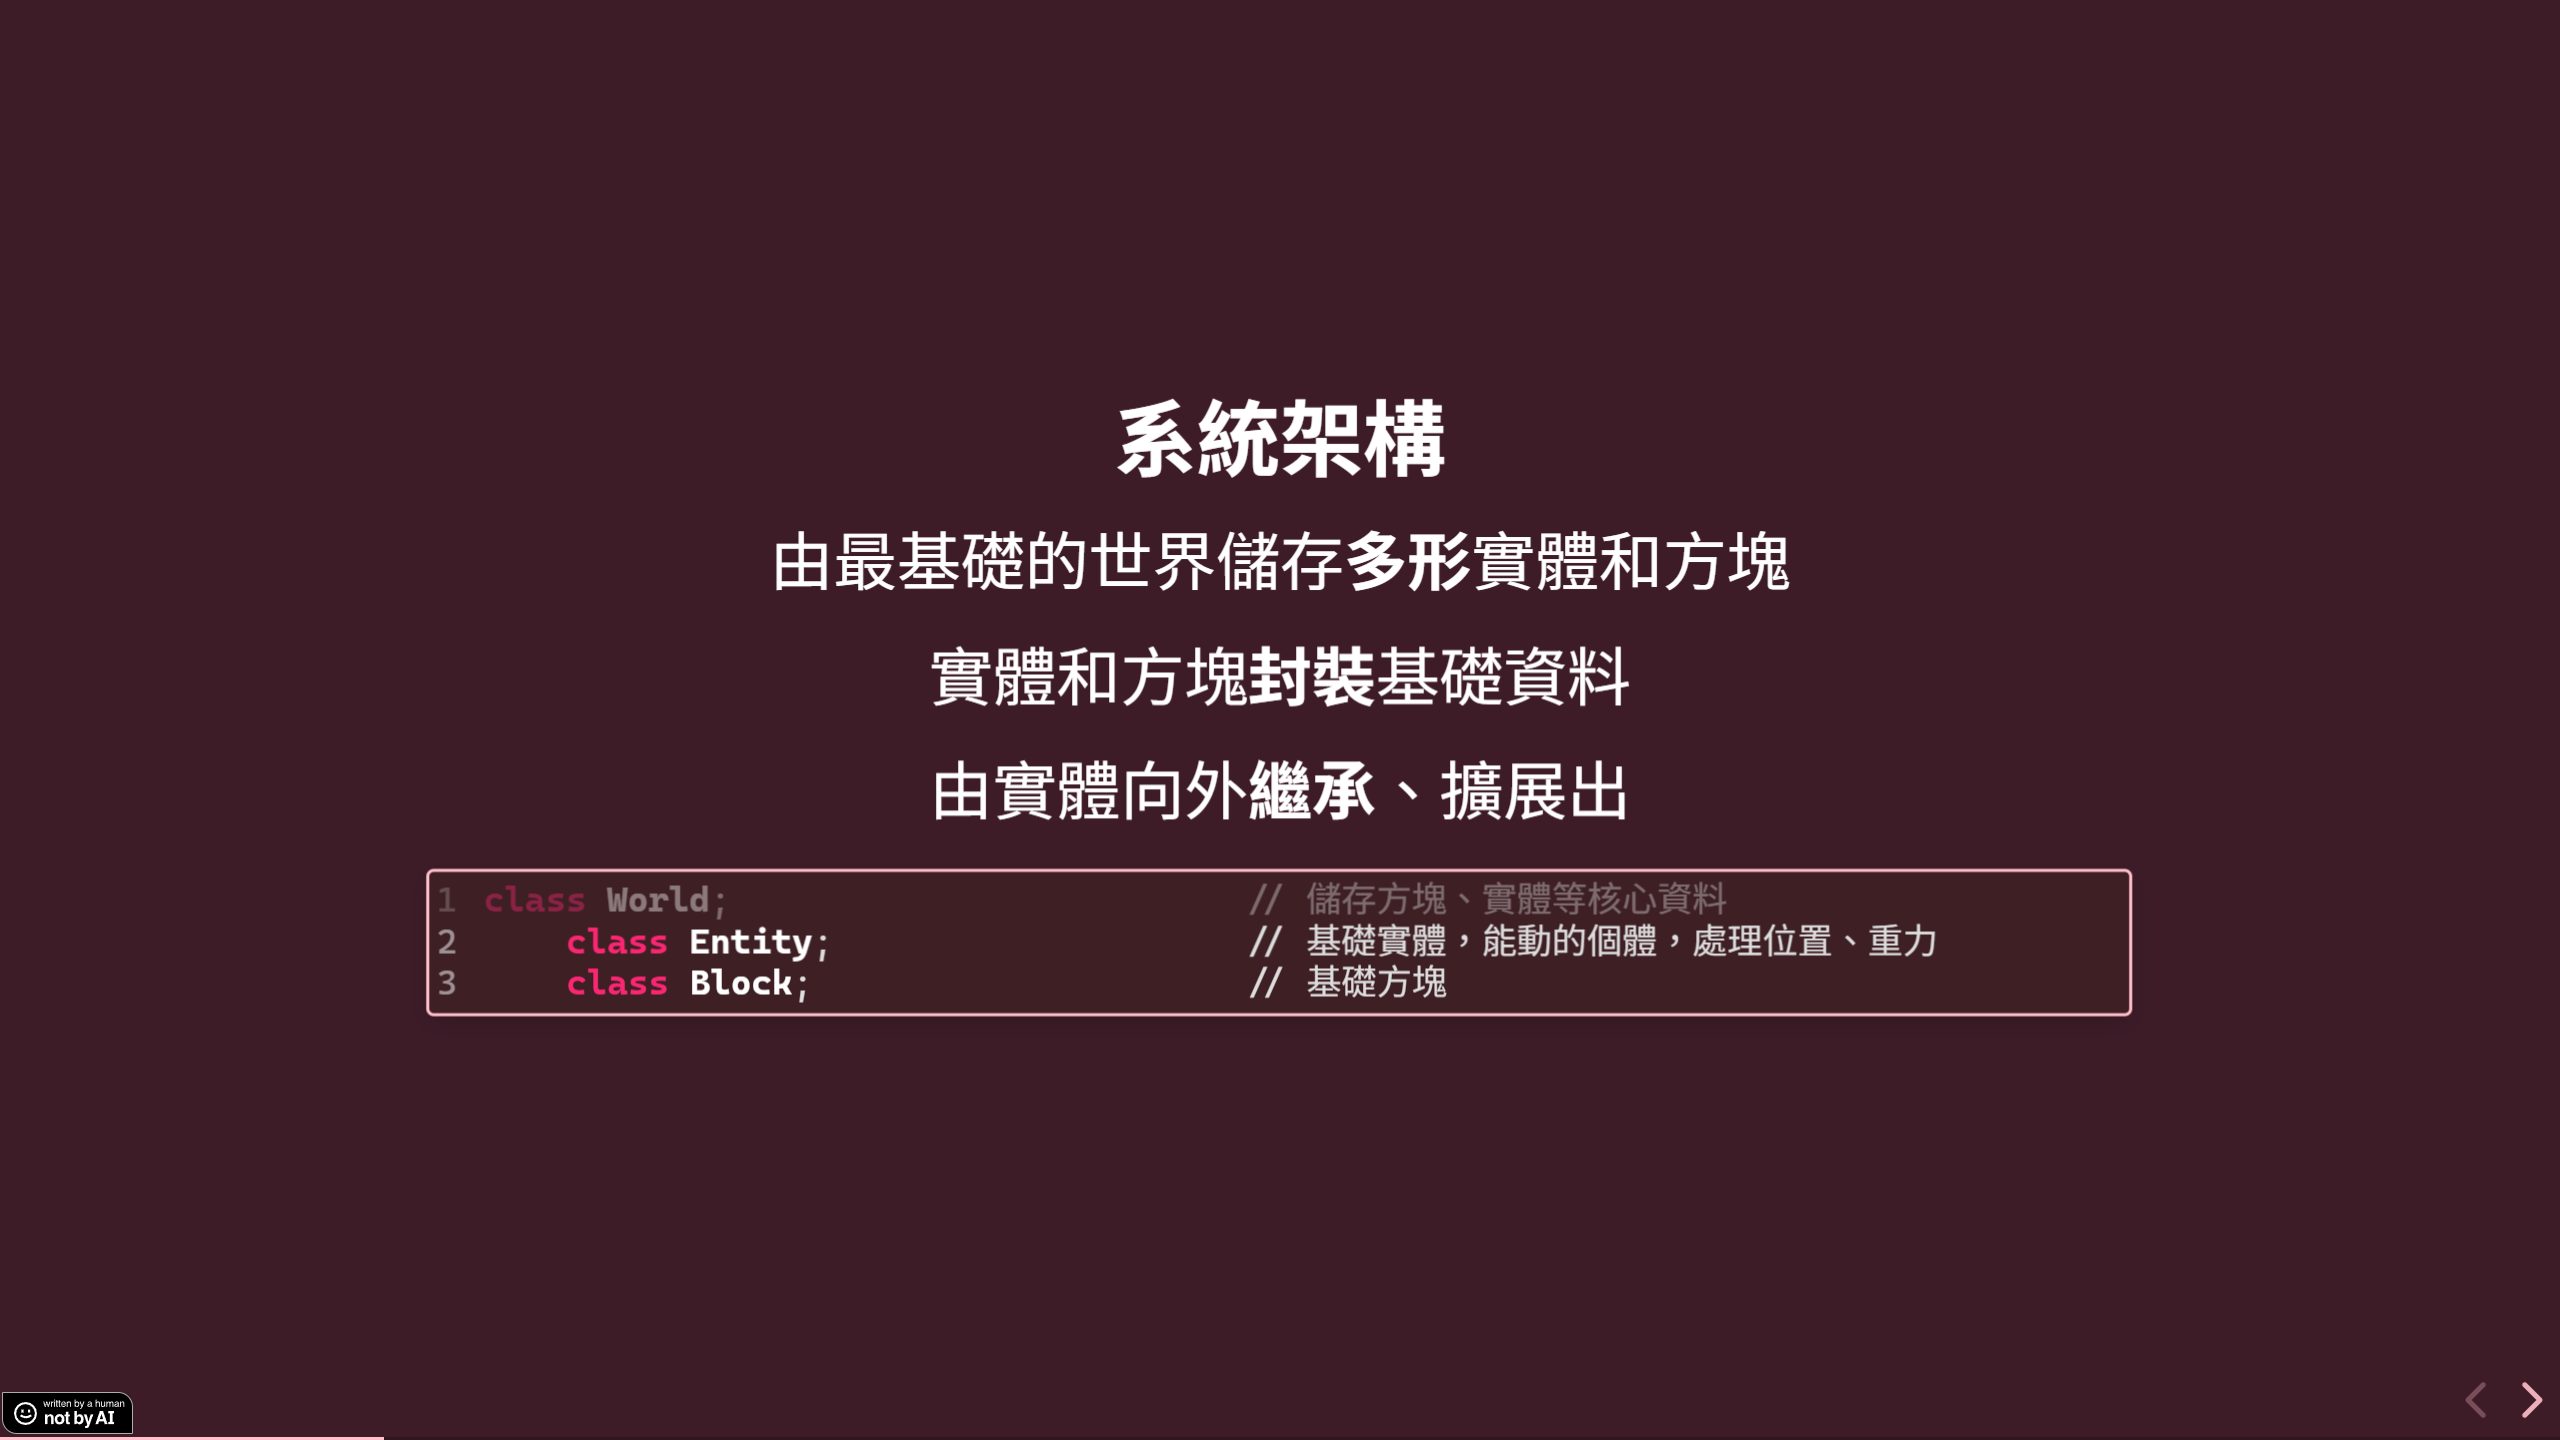 系統架構
由最基礎的世界儲存多形實體和方塊
實體和方塊封裝基礎資料
由實體向外繼承、擴展出
1 class World; // 儲存方塊、實體等核心資料
2 class Entity; // 基礎實體，能動的個體，處理位置、重力
3 class Block; // 基礎方塊
written by a human
not by AI